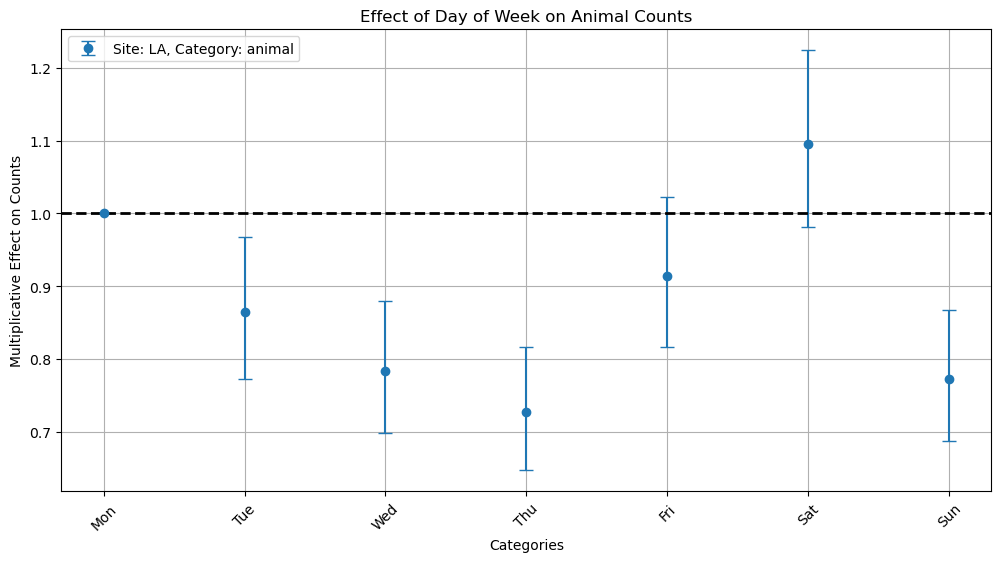 Effect of Day of Week on Animal Counts
Site: LA, Category: animal
Multiplicative Effect on Counts
1.2
1.1
1.0
0.9
0.8
0.7
Mon
Tue
Wed
Thu
Fri
Sat
Sun
Categories